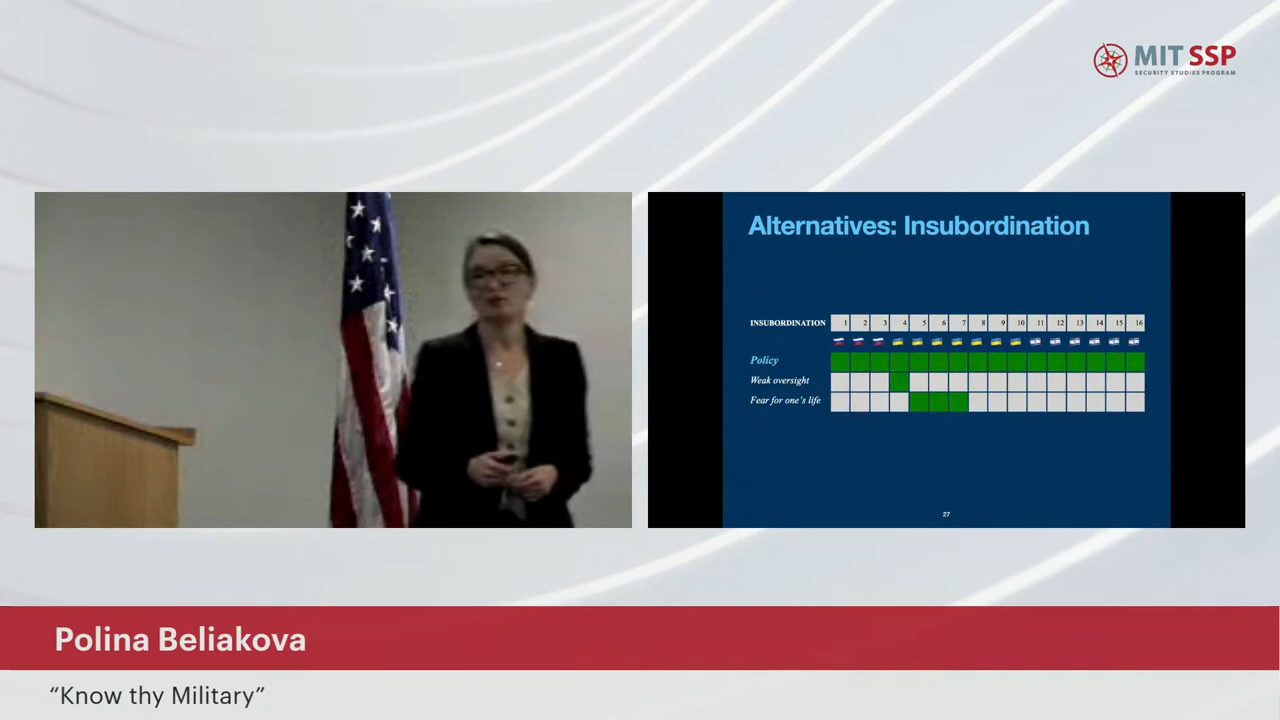 MIT SSP
SECURITY STUDIES PROGRAM
Alternatives: Insubordination
INSUBORDINATION 1 2 3 4 5 6 7 8 9 10 11 12 13 14 15 16
Policy
Weak oversight
Fear for one's life
27
Polina Beliakova
“Know thy Military”